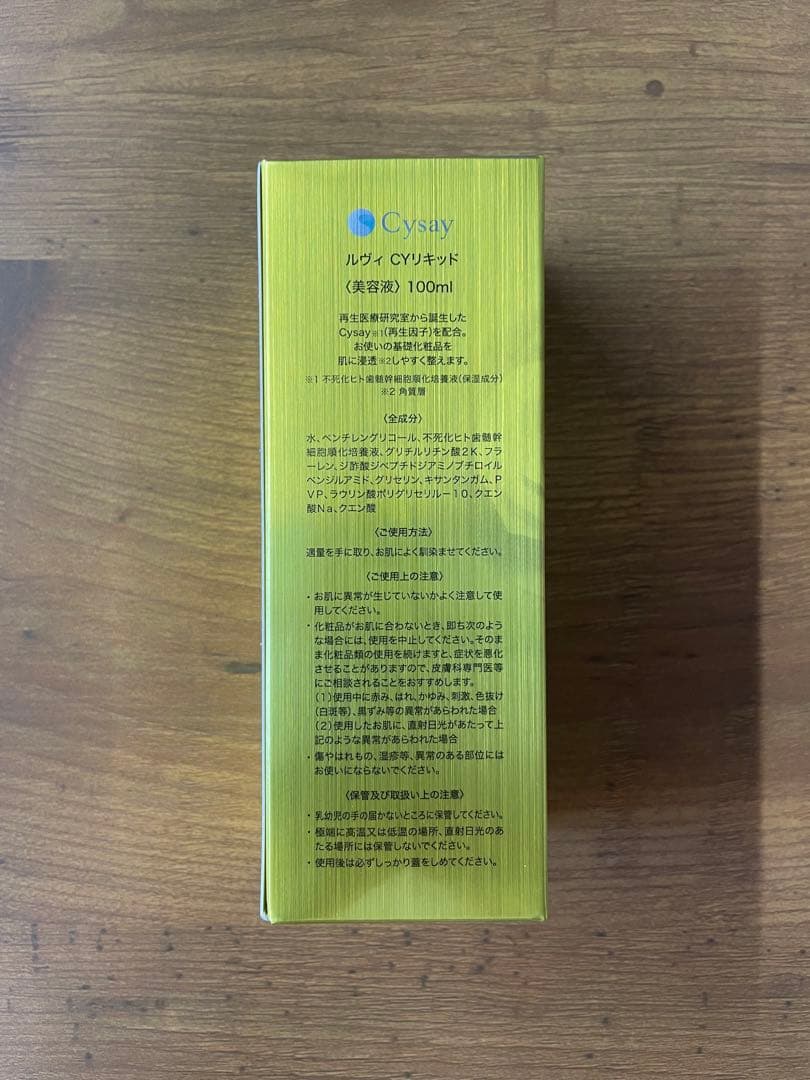 Cysay
ルヴィ CYリキッド
〈美容液〉100ml
再生医療研究室から誕生した
Cysay※1(再生因子)を配合。
お使いの基礎化粧品を
肌に浸透※2しやすく整えます。
※1 不死化ヒト歯髄幹細胞順化培養液(保湿成分)
※2 角質層
〈全成分〉
水、ペンチレングリコール、不死化ヒト歯髄幹
細胞順化培養液、グリチルリチン酸2K、フラ
ーレン、ジ酢酸ジペプチドジアミノブチロイル
ベンジルアミド、グリセリン、キサンタンガム、P
VP、ラウリン酸ポリグリセリルー10、クエン
酸Na、クエン酸
〈ご使用方法〉
適量を手に取り、お肌によく馴染ませてください。
〈ご使用上の注意〉
・お肌に異常が生じていないかよく注意して使
用してください。
・化粧品がお肌に合わないとき、即ち次のよう
な場合には、使用を中止してください。そのま
ま化粧品類の使用を続けますと、症状を悪化
させることがありますので、皮膚科専門医等
にご相談されることをおすすめします。
(1)使用中に赤み、はれ、かゆみ、刺激、色抜け
(白斑等)、黒ずみ等の異常があらわれた場合
(2)使用したお肌に、直射日光があたって上
記のような異常があらわれた場合
・傷やはれもの、湿疹等、異常のある部位には
お使いにならないでください。
〈保管及び取扱い上の注意〉
・乳幼児の手の届かないところに保管してください。
・極端に高温又は低温の場所、直射日光のあ
たる場所には保管しないでください。
・使用後は必ずしっかり蓋をしめてください。